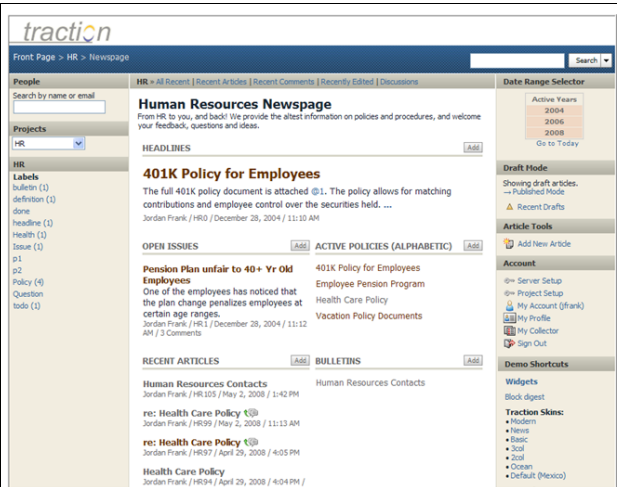 traction
Front Page > HR > Newspage
Search
People
Search by name or email
Projects
HR
HR
Labels
bulletin (1)
definition (1)
done
headline (1)
Health (1)
Issue (1)
p1
p2
Policy (4)
Question
todo (1)
HR » All Recent | Recent Articles | Recent Comments | Recently Edited | Discussions
Human Resources Newspage
From HR to you, and back! We provide the altest information on policies and procedures, and welcome
your feedback, questions and ideas.
HEADLINES
Add
401K Policy for Employees
The full 401K policy document is attached @1. The policy allows for matching
contributions and employee control over the securities held. ...
Jordan Frank / HR0 / December 28, 2004 / 11:10 AM
OPEN ISSUES
Add
Pension Plan unfair to 40+ Yr Old
Employees
One of the employees has noticed that
the plan change penalizes employees at
certain age ranges.
Jordan Frank / HR1 / December 28, 2004 / 11:12
AM / 3 Comments
ACTIVE POLICIES (ALPHABETIC)
Add
401K Policy for Employees
Employee Pension Program
Health Care Policy
Vacation Policy Documents
RECENT ARTICLES
Add
Human Resources Contacts
Jordan Frank / HR105 / May 2, 2008 / 1:42 PM
re: Health Care Policy
Jordan Frank / HR99 / May 2, 2008 / 11:13 AM
re: Health Care Policy
Jordan Frank / HR97 / April 29, 2008 / 4:05 PM
Health Care Policy
Jordan Frank / HR94 / April 29, 2008 / 4:04 PM /
BULLETINS
Add
Human Resources Contacts
Date Range Selector
Active Years
2004
2006
2008
Go to Today
Draft Mode
Showing draft articles.
→ Published Mode
Recent Drafts
Article Tools
Add New Article
Account
Server Setup
Project Setup
My Account (jfrank)
My Profile
My Collector
Sign Out
Demo Shortcuts
Widgets
Block digest
Traction Skins:
• Modern
• News
• Basic
• 3col
• 2col
• Ocean
• Default (Mexico)